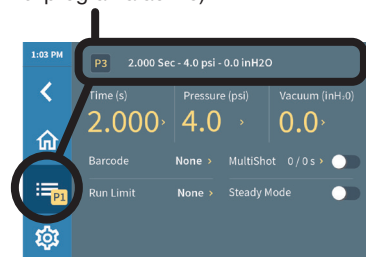 1:03 PM
P3 2.000 Sec - 4.0 psi - 0.0 inH2O
Time (s) Pressure (psi) Vacuum (inH₂0)
2.000 › 4.0 › 0.0 ›
Barcode None › MultiShot 0 / 0 s ›
P1
Run Limit None › Steady Mode